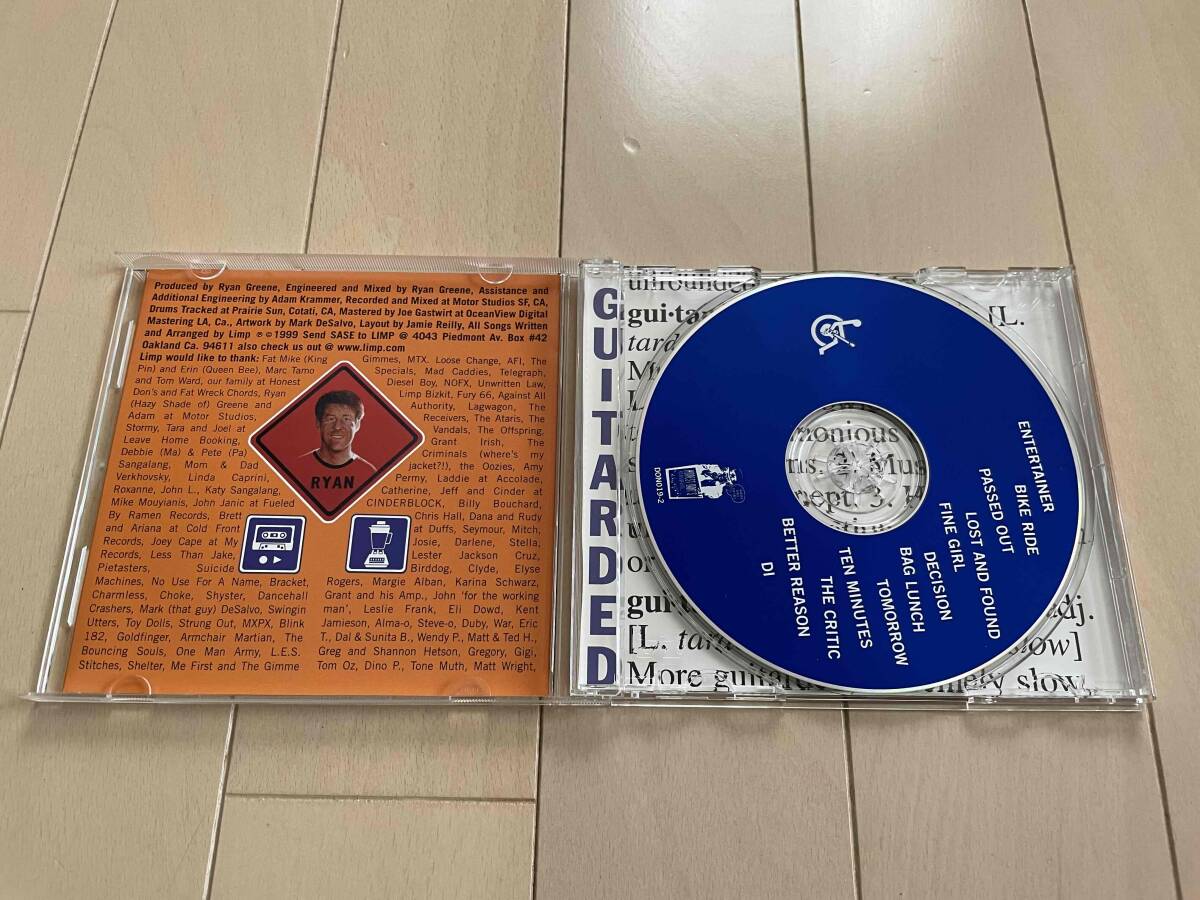 Produced by Ryan Greene, Engineered and Mixed by Ryan Greene, Assistance and
Additional Engineering by Adam Krammer, Recorded and Mixed at Motor Studios SF, CA,
Drums Tracked at Prairie Sun, Cotati, CA, Mastered by Joe Gastwirt at OceanView Digital
Mastering LA, Ca., Artwork by Mark DeSalvo, Layout by Jamie Reilly, All Songs Written
and Arranged by Limp ℗©1999 Send SASE to LIMP @ 4043 Piedmont Av. Box #42
Oakland Ca. 94611 also check us out @ www.limp.com
Limp would like to thank: Fat Mike (King
Pin) and Erin (Queen Bee), Marc Tamo
and Tom Ward, our family at Honest
Don's and Fat Wreck Chords, Ryan
(Hazy Shade of) Greene and
Adam at Motor Studios,
Stormy, Tara and Joel at
Leave Home Booking,
Debbie (Ma) & Pete (Pa)
Sangalang, Mom & Dad
Verkhovsky, Linda Caprini,
Roxanne, John L., Katy Sangalang,
Mike Mouyianis, John Janic at Fueled
By Ramen Records, Brett
and Ariana at Cold Front
Records, Joey Cape at My
Records, Less Than Jake,
Pietasters, Suicide
Machines, No Use For A Name, Bracket,
Charmless, Choke, Shyster, Dancehall
Crashers, Mark (that guy) DeSalvo, Swingin
Utters, Toy Dolls, Strung Out, MXPX, Blink
182, Goldfinger, Armchair Martian, The
Bouncing Souls, One Man Army, L.E.S.
Stitches, Shelter, Me First and The Gimme
Gimmes, MTX. Loose Change, AFI, The
Specials, Mad Caddies, Telegraph,
Diesel Boy, NOFX, Unwritten Law,
Limp Bizkit, Fury 66, Against All
Authority, Lagwagon, The
Receivers, The Ataris, The
Vandals, The Offspring,
Grant Irish, The
Criminals (where's my
jacket?!), the Oozies, Amy
Permy, Laddie at Accolade,
Catherine, Jeff and Cinder at
CINDERBLOCK, Billy Bouchard,
Chris Hall, Dana and Rudy
at Duffs, Seymour, Mitch,
Josie, Darlene, Stella,
Lester Jackson Cruz,
Birddog, Clyde, Elyse
Rogers, Margie Alban, Karina Schwarz,
Grant and his Amp., John 'for the working
man', Leslie Frank, Eli Dowd, Kent
Jamieson, Alma-o, Steve-o, Duby, War, Eric
T., Dal & Sunita B., Wendy P., Matt & Ted H.,
Greg and Shannon Hetson, Gregory, Gigi,
Tom Oz, Dino P., Tone Muth, Matt Wright,
RYAN
GUITARDED
gui·tar
[L.
tard
monious
Mus
cept 3.
or
gui·t
adj.
[L. tard
slow]
More guitard
slow,
ENTERTAINER
BIKE RIDE
PASSED OUT
LOST AND FOUND
FINE GIRL
DECISION
BAG LUNCH
TOMORROW
TEN MINUTES
THE CRITIC
BETTER REASON
DI
DON019-2